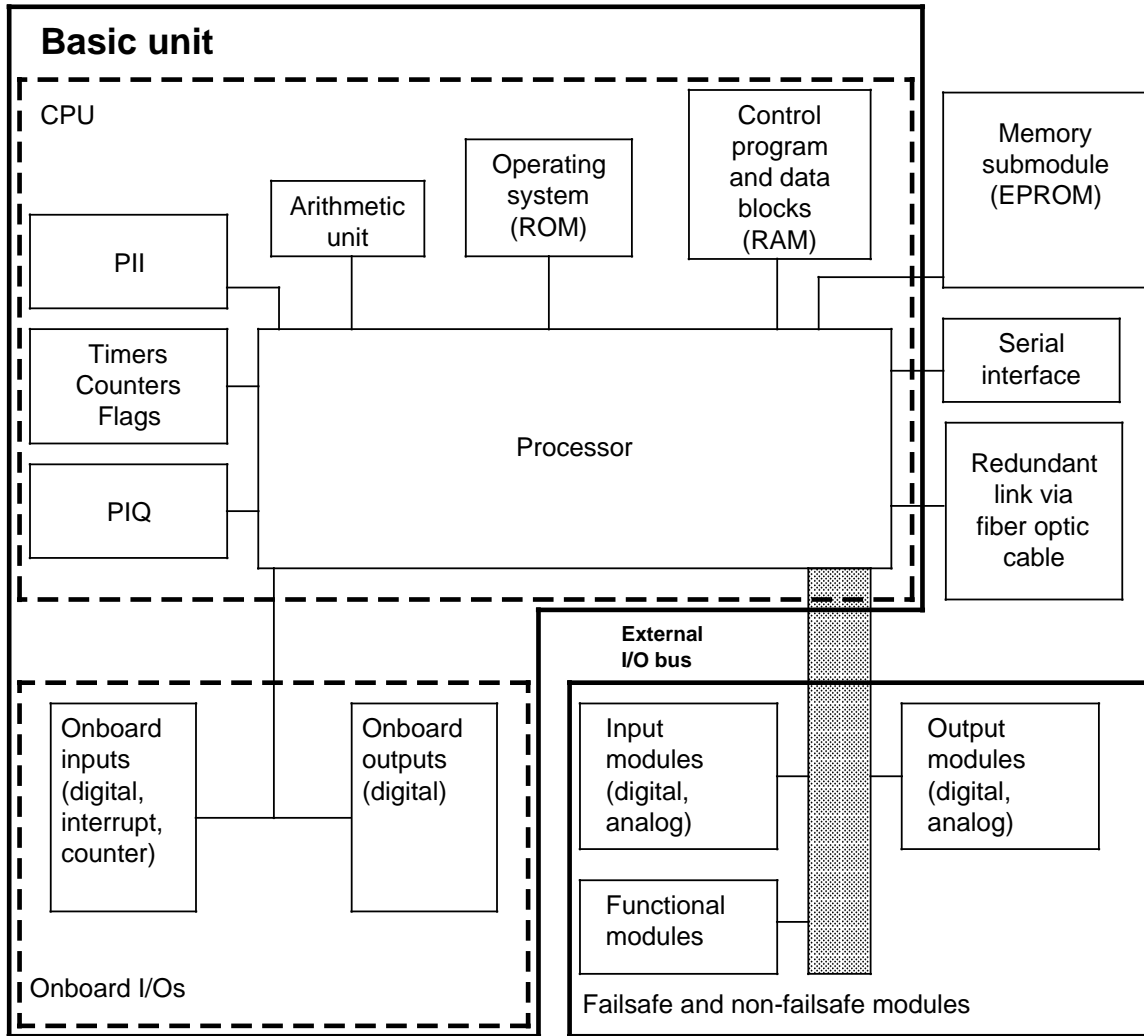 Basic unit
CPU
PII
Arithmetic
unit
Operating
system
(ROM)
Control
program
and data
blocks
(RAM)
Memory
submodule
(EPROM)
Timers
Counters
Flags
Processor
Serial
interface
PIQ
Redundant
link via
fiber optic
cable
External
I/O bus
Onboard
inputs
(digital,
interrupt,
counter)
Onboard
outputs
(digital)
Onboard I/Os
Input
modules
(digital,
analog)
Output
modules
(digital,
analog)
Functional
modules
Failsafe and non-failsafe modules